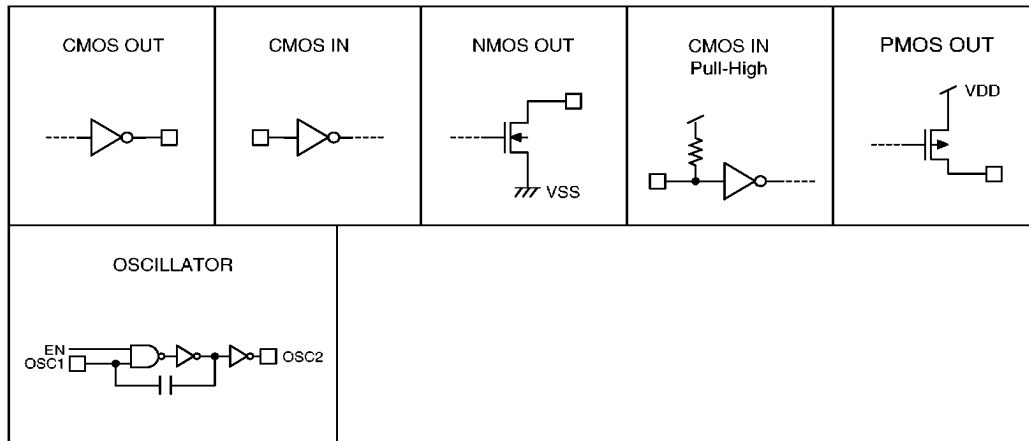 CMOS OUT
CMOS IN
NMOS OUT
VSS
CMOS IN
Pull-High
PMOS OUT
VDD
OSCILLATOR
EN
OSC1
OSC2